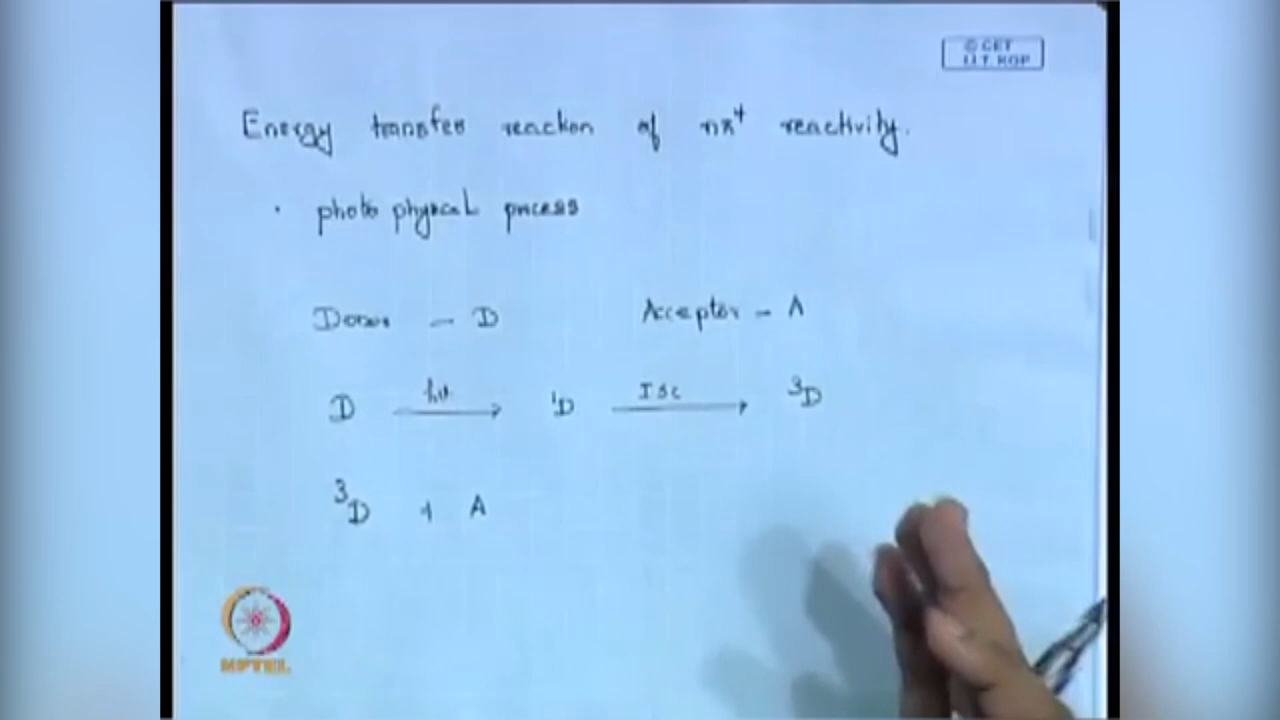 © CET
I.I.T. KGP
Energy transfer reaction of nπ* reactivity.
· photo physical process
Donor - D Acceptor - A
D hν ¹D ISC ³D
³D + A
NPTEL